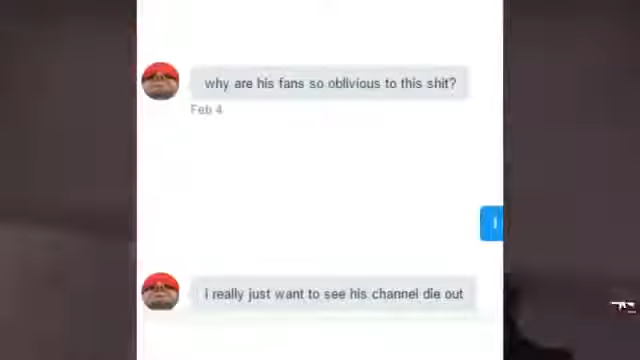 why are his fans so oblivious to this shit?
Feb 4
i really just want to see his channel die out